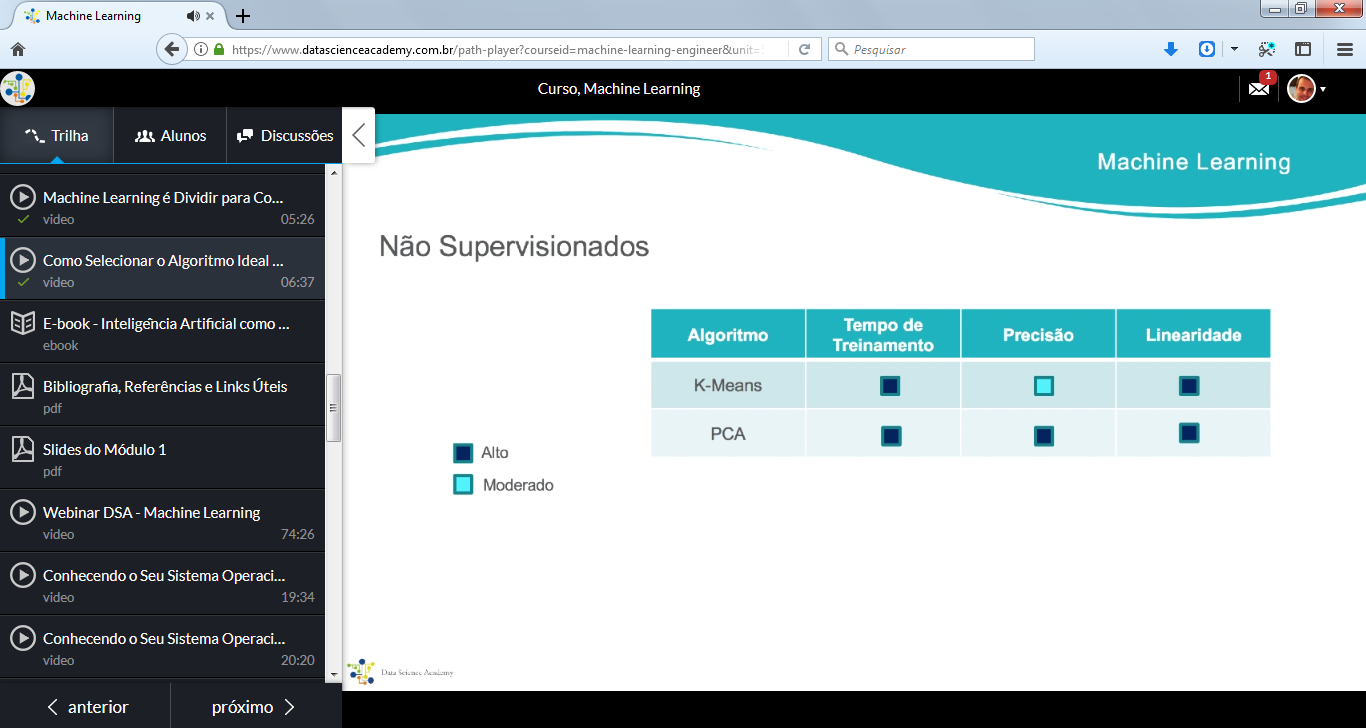 Machine Learning
https://www.datascienceacademy.com.br/path-player?courseid=machine-learning-engineer&unit=
Pesquisar
Curso, Machine Learning
1
Trilha
Alunos
Discussões
Machine Learning é Dividir para Co...
video 05:26
Como Selecionar o Algoritmo Ideal ...
video 06:37
E-book - Inteligência Artificial como ...
ebook
Bibliografia, Referências e Links Úteis
pdf
Slides do Módulo 1
pdf
Webinar DSA - Machine Learning
video 74:26
Conhecendo o Seu Sistema Operaci...
video 19:34
Conhecendo o Seu Sistema Operaci...
video 20:20
anterior
próximo
Machine Learning
Não Supervisionados
Algoritmo Tempo de Treinamento Precisão Linearidade
K-Means
PCA
Alto
Moderado
Data Science Academy